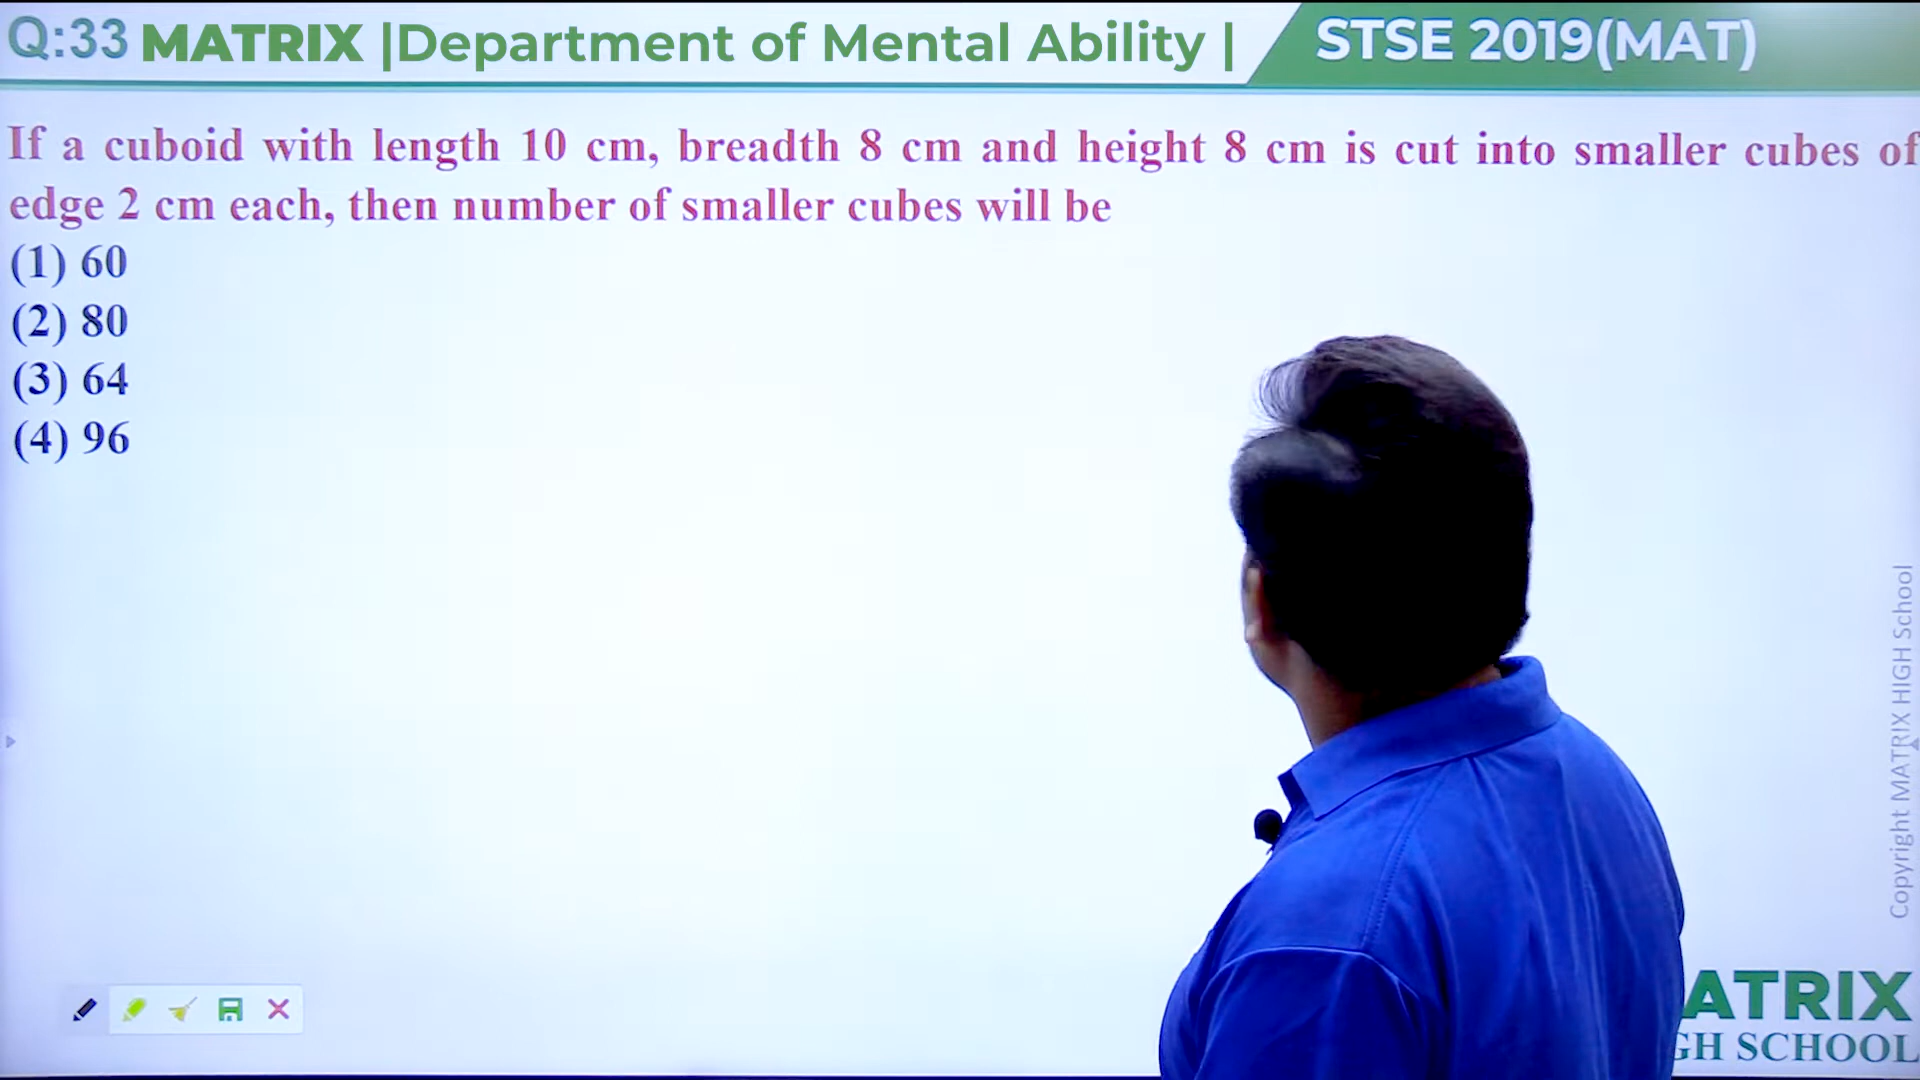 Q:33 MATRIX |Department of Mental Ability | STSE 2019(MAT)
If a cuboid with length 10 cm, breadth 8 cm and height 8 cm is cut into smaller cubes of
edge 2 cm each, then number of smaller cubes will be
(1) 60
(2) 80
(3) 64
(4) 96
Copyright MATRIX HIGH School
ATRIX
GH SCHOOL